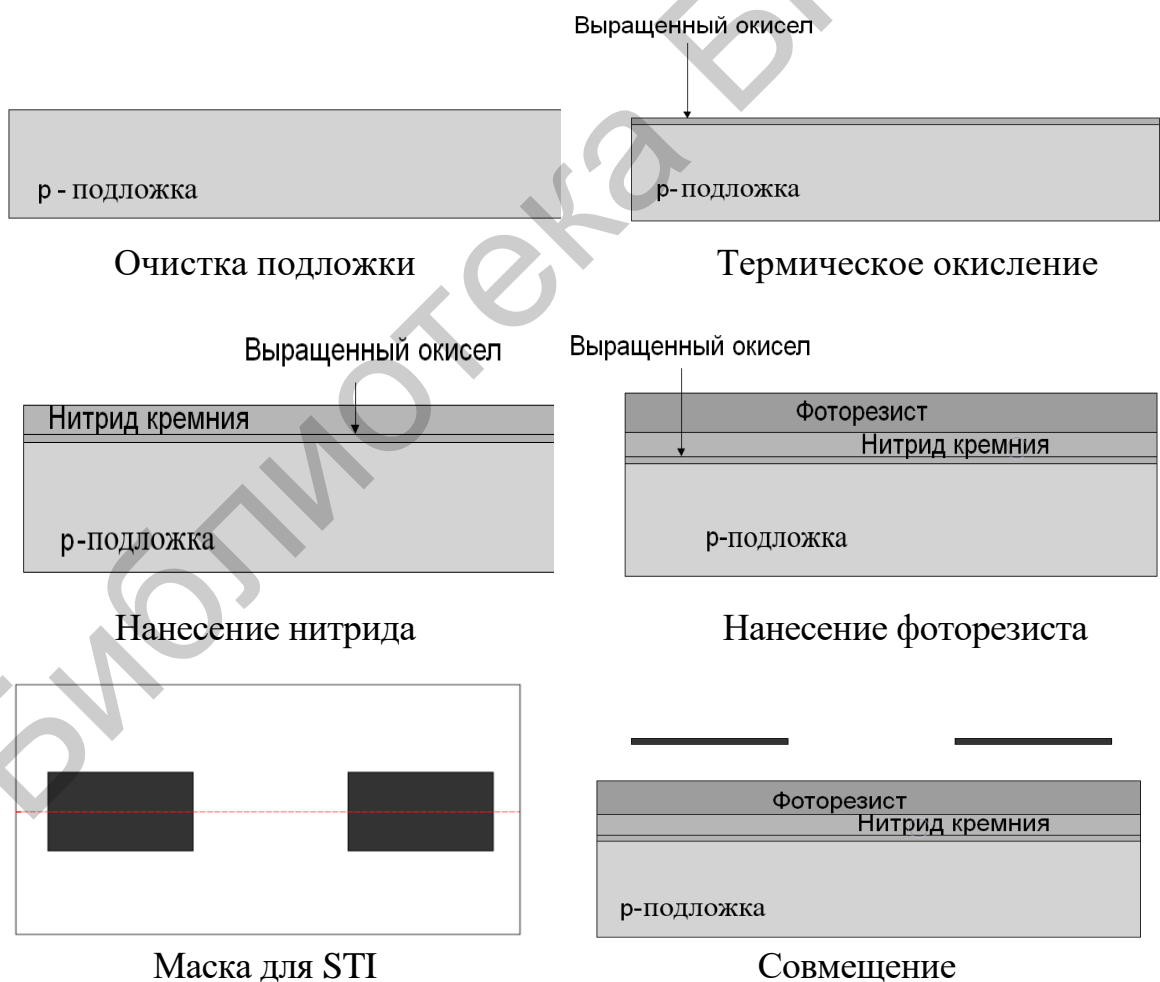 Выращенный окисел
p - подложка
p- подложка
Очистка подложки
Термическое окисление
Выращенный окисел
Выращенный окисел
Нитрид кремния
Фоторезист
Нитрид кремния
p-подложка
p-подложка
Нанесение нитрида
Нанесение фоторезиста
Фоторезист
Нитрид кремния
p-подложка
Маска для STI
Совмещение
Библиотека Б